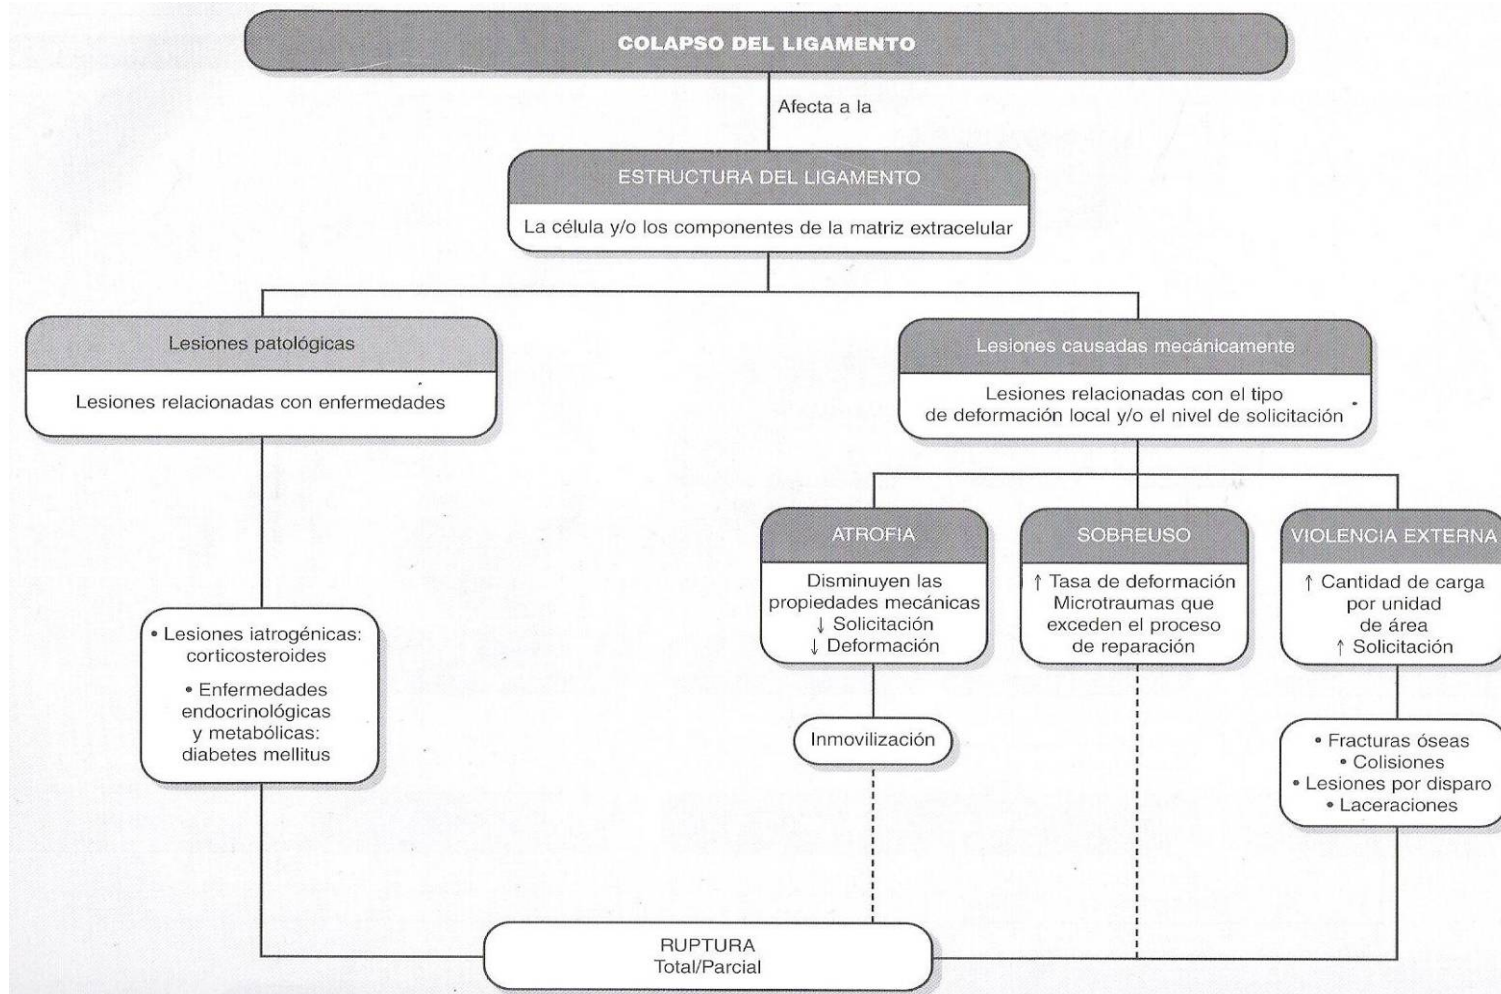 COLAPSO DEL LIGAMENTO
Afecta a la
ESTRUCTURA DEL LIGAMENTO
La célula y/o los componentes de la matriz extracelular
Lesiones patológicas
Lesiones relacionadas con enfermedades
Lesiones causadas mecánicamente
Lesiones relacionadas con el tipo
de deformación local y/o el nivel de solicitación
ATROFIA
Disminuyen las
propiedades mecánicas
↓ Solicitación
↓ Deformación
SOBREUSO
↑ Tasa de deformación
Microtraumas que
exceden el proceso
de reparación
VIOLENCIA EXTERNA
↑ Cantidad de carga
por unidad
de área
↑ Solicitación
• Lesiones iatrogénicas:
corticosteroides
• Enfermedades
endocrinológicas
y metabólicas:
diabetes mellitus
Inmovilización
• Fracturas óseas
• Colisiones
• Lesiones por disparo
• Laceraciones
RUPTURA
Total/Parcial